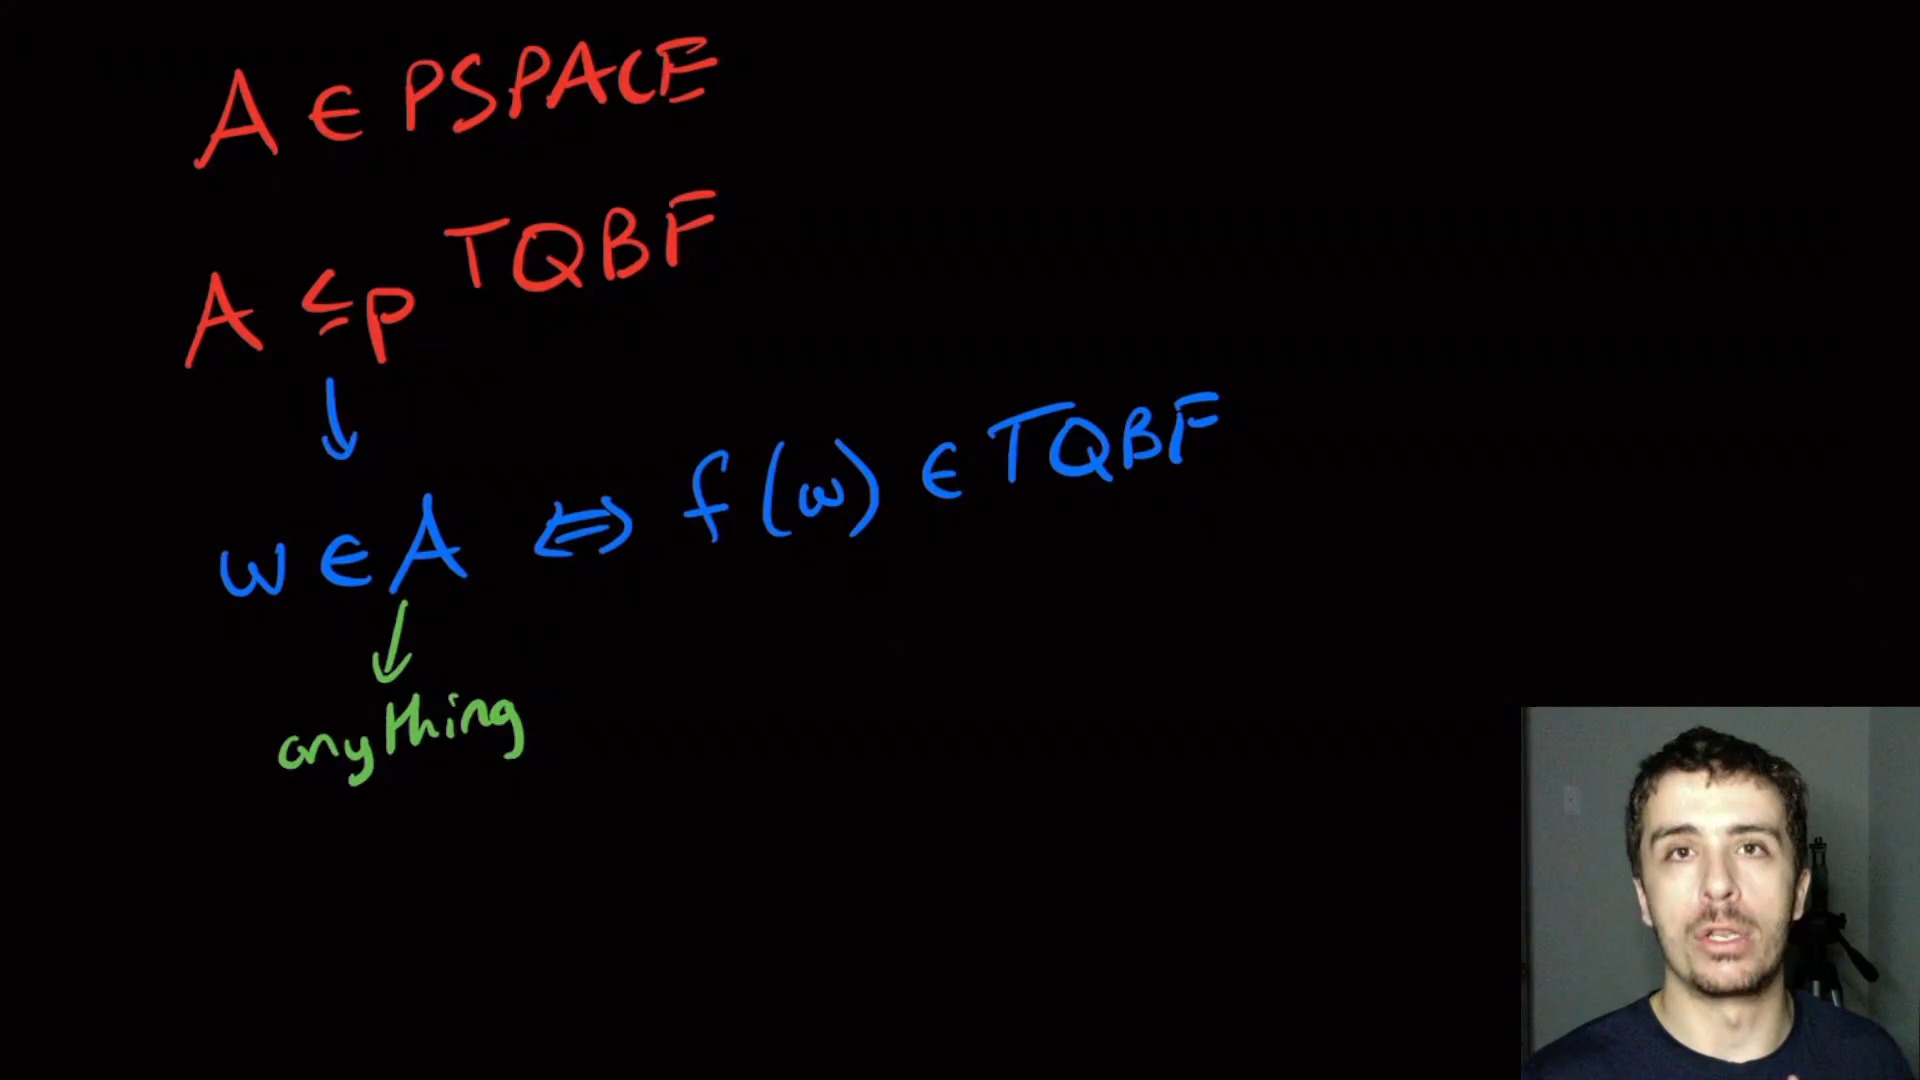 A ∈ PSPACE
A ≤p TQBF
w ∈ A ⇔ f(w) ∈ TQBF
anything